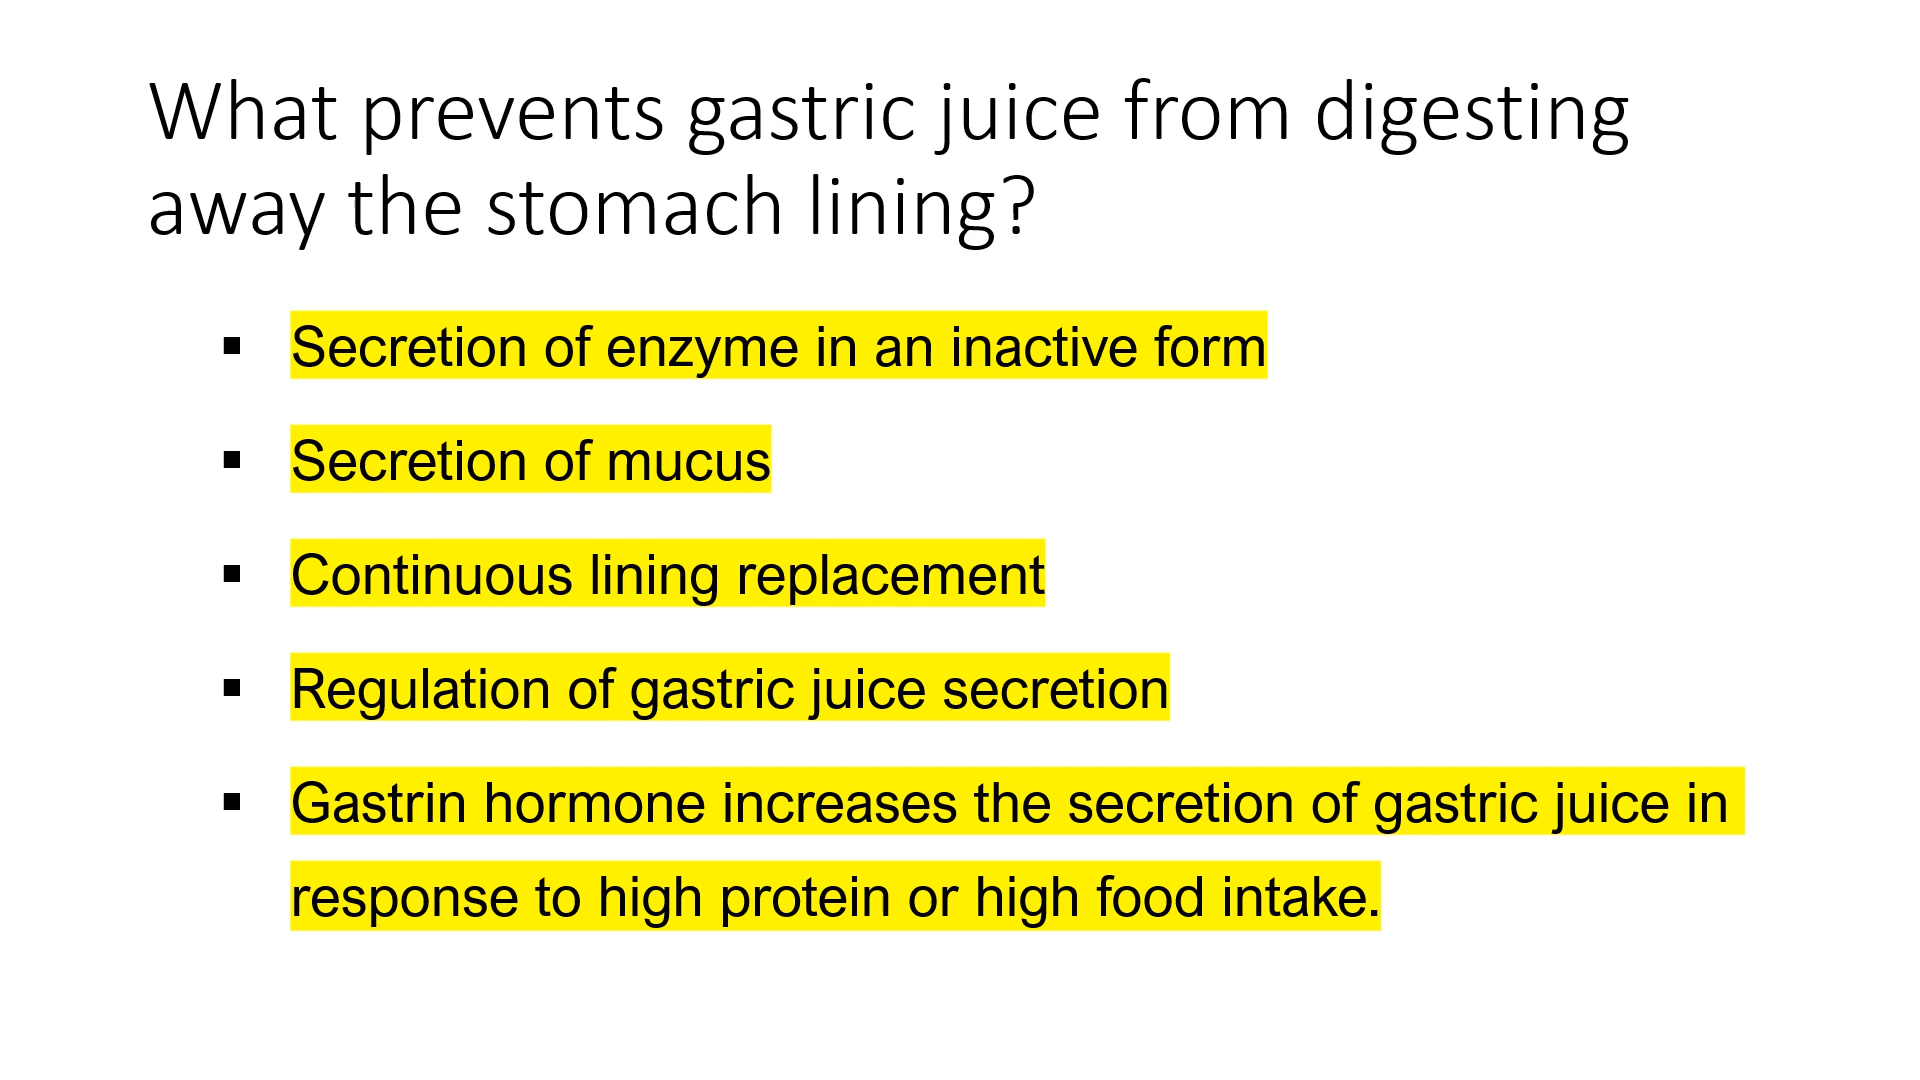 What prevents gastric juice from digesting
away the stomach lining?
▪ Secretion of enzyme in an inactive form
▪ Secretion of mucus
▪ Continuous lining replacement
▪ Regulation of gastric juice secretion
▪ Gastrin hormone increases the secretion of gastric juice in
response to high protein or high food intake.